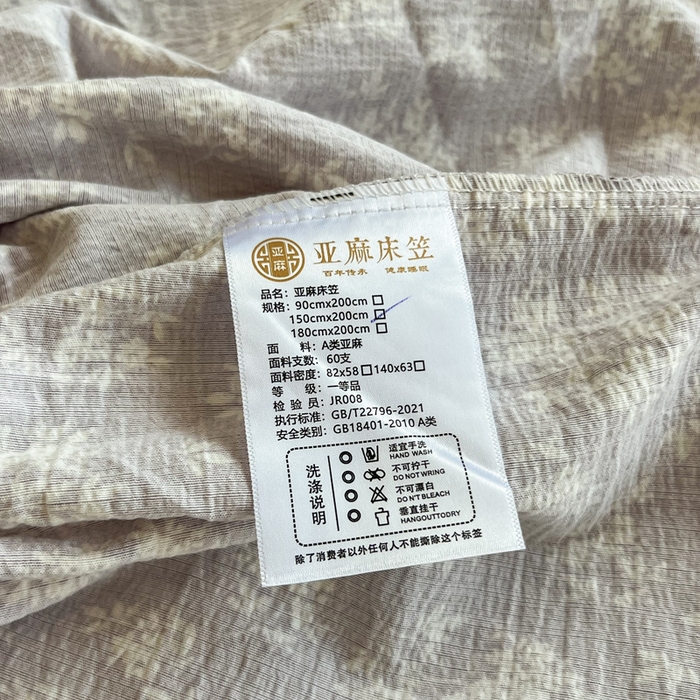 亚麻
亚麻床笠
百年传承 健康睡眠
品名：亚麻床笠
规格：90cmx200cm
150cmx200cm
180cmx200cm
面 料：A类亚麻
面料支数：60支
面料密度：82x58 140x63
等 级：一等品
检 验 员：JR008
执行标准：GB/T22796-2021
安全类别：GB18401-2010 A类
洗涤说明
适宜手洗
HAND WASH
不可拧干
DO NOT WRING
不可漂白
DO N'T BLEACH
垂直挂干
HANGOUTTODRY
除了消费者以外任何人不能撕除这个标签